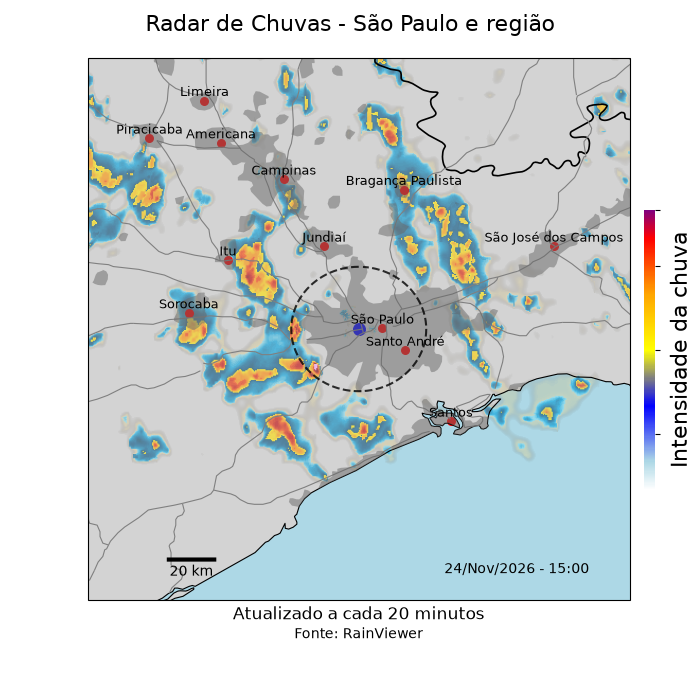 Radar de Chuvas - São Paulo e região
Limeira
Piracicaba
Americana
Campinas
Bragança Paulista
Jundiaí
São José dos Campos
Itu
Sorocaba
São Paulo
Santo André
Santos
Intensidade da chuva
20 km
24/Nov/2026 - 15:00
Atualizado a cada 20 minutos
Fonte: RainViewer